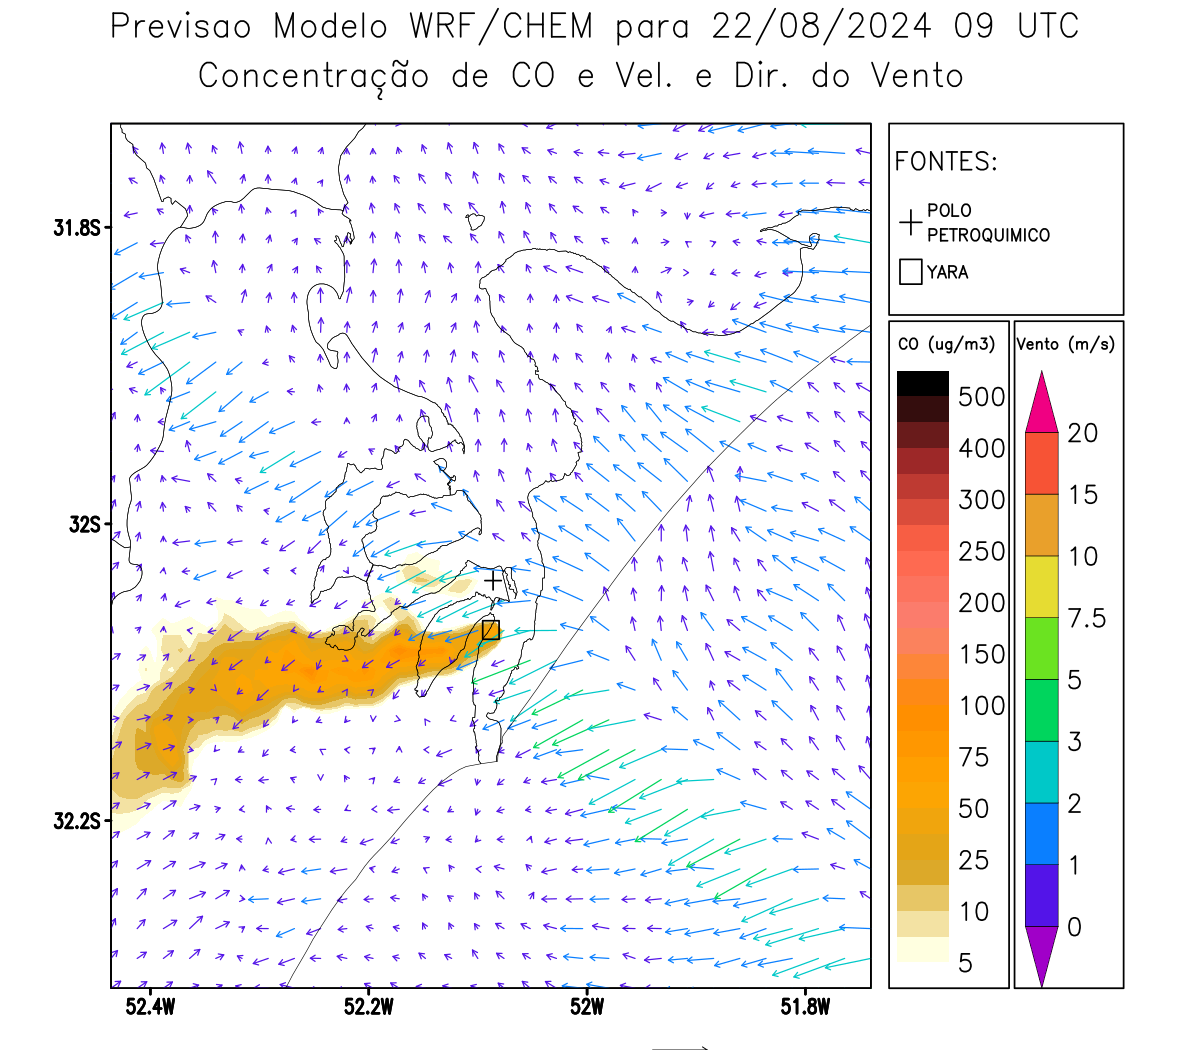 Previsao Modelo WRF/CHEM para 22/08/2024 09 UTC
Concentração de CO e Vel. e Dir. do Vento
FONTES:
POLO
PETROQUIMICO
YARA
31.8S
32S
32.2S
52.4W
52.2W
52W
51.8W
CO (ug/m3)
500
400
300
250
200
150
100
75
50
25
10
5
Vento (m/s)
20
15
10
7.5
5
3
2
1
0